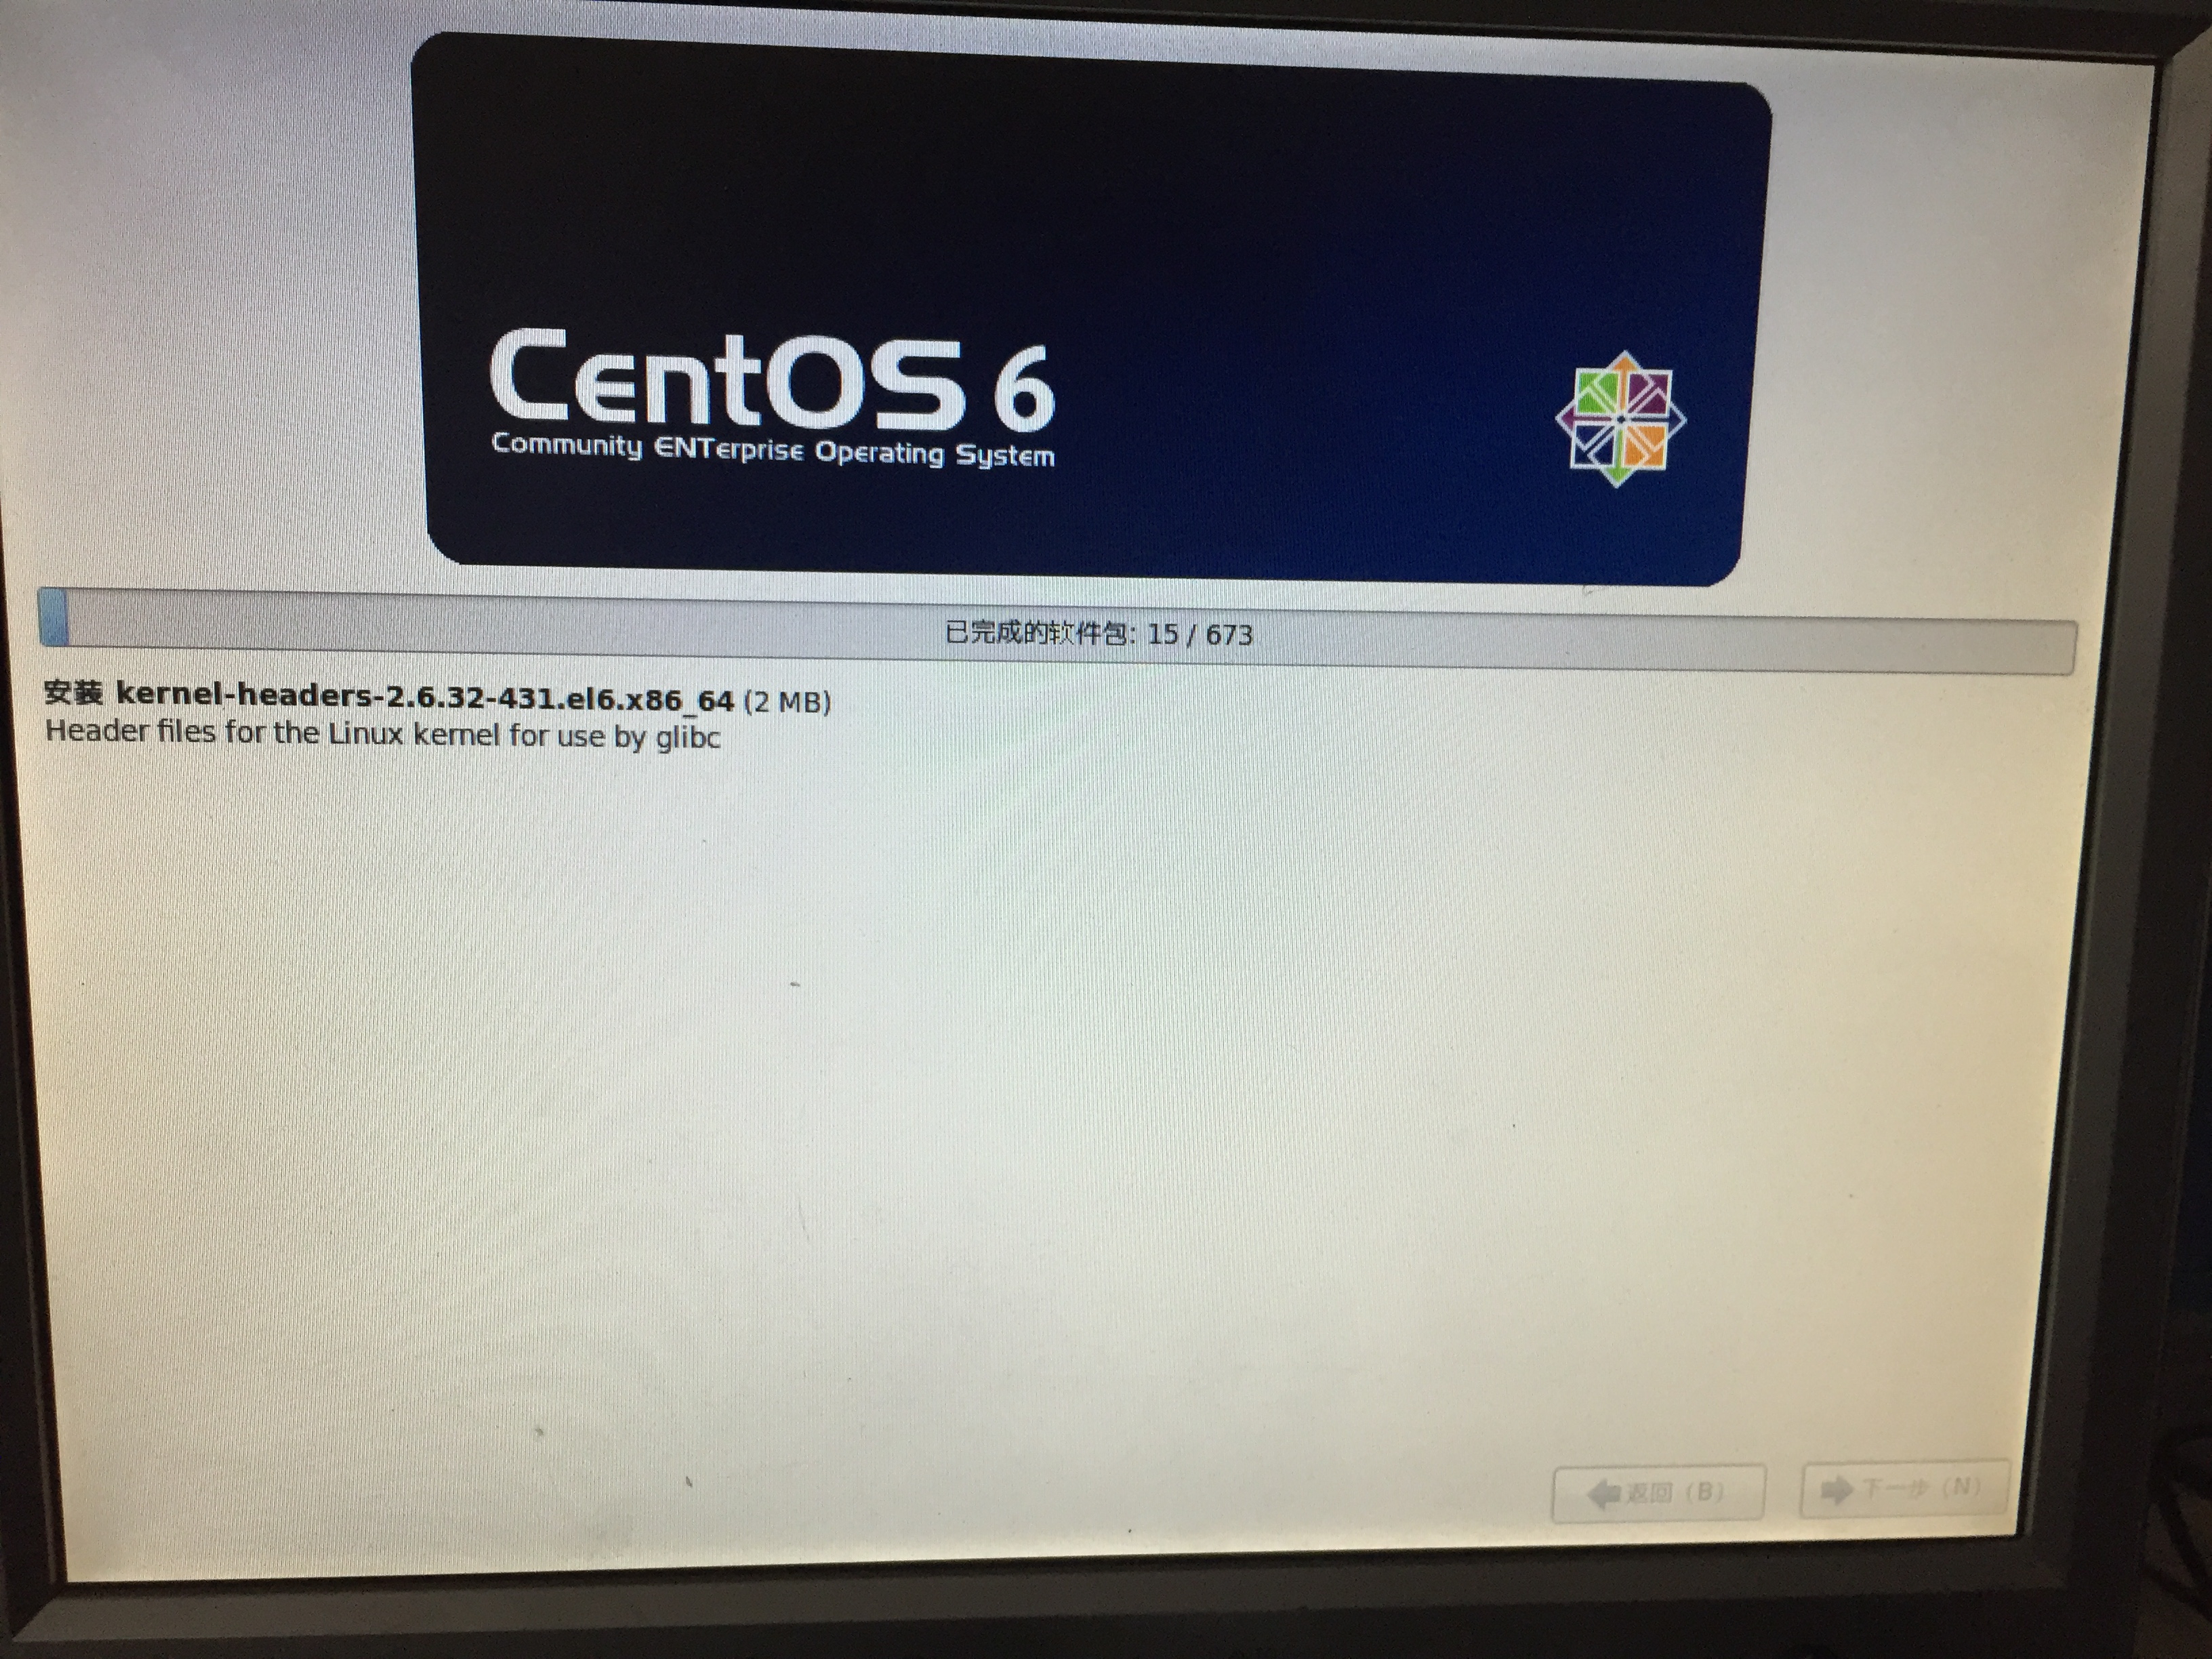 CentOS 6
Community ENTerprise Operating System
已完成的软件包: 15 / 673
安装 kernel-headers-2.6.32-431.el6.x86_64 (2 MB)
Header files for the Linux kernel for use by glibc
返回（B）
下一步（N）